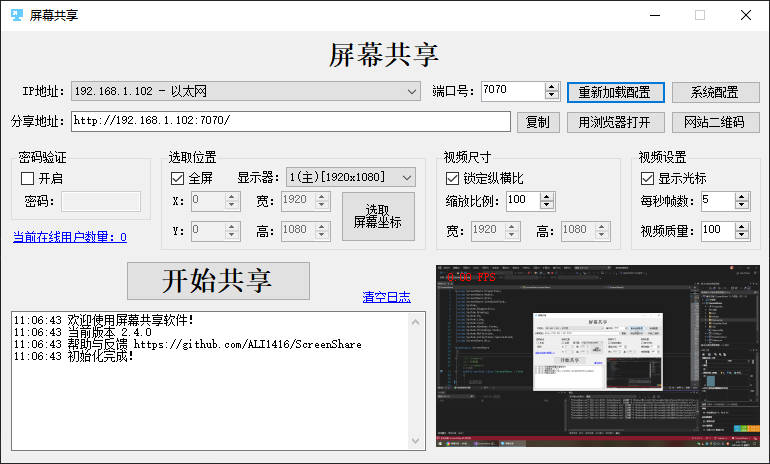 屏幕共享
屏幕共享
IP地址： 192.168.1.102 - 以太网 端口号： 7070 重新加载配置 系统配置
分享地址： http://192.168.1.102:7070/ 复制 用浏览器打开 网站二维码
密码验证 选取位置 视频尺寸 视频设置
开启 全屏 显示器： 1(主)[1920x1080] 锁定纵横比 显示光标
密码： X： 0 宽： 1920 选取屏幕坐标 缩放比例： 100 每秒帧数： 5
当前在线用户数量：0 Y： 0 高： 1080 宽： 1920 高： 1080 视频质量： 100
开始共享 清空日志
11:06:43 欢迎使用屏幕共享软件！
11:06:43 当前版本 2.4.0
11:06:43 帮助与反馈 https://github.com/ALI1416/ScreenShare
11:06:43 初始化完成！
0.00 FPS
屏幕共享
开始共享